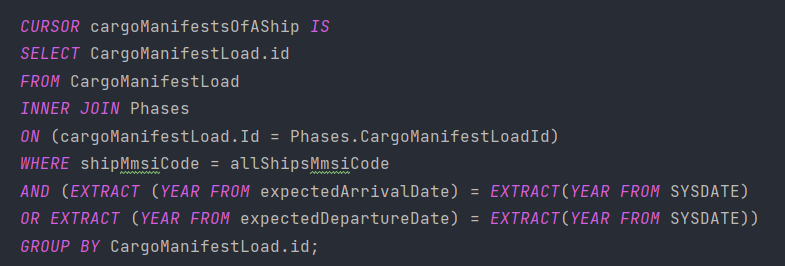 CURSOR cargoManifestsOfAShip IS
SELECT CargoManifestLoad.id
FROM CargoManifestLoad
INNER JOIN Phases
ON (cargoManifestLoad.Id = Phases.CargoManifestLoadId)
WHERE shipMmsiCode = allShipsMmsiCode
AND (EXTRACT (YEAR FROM expectedArrivalDate) = EXTRACT(YEAR FROM SYSDATE)
OR EXTRACT (YEAR FROM expectedDepartureDate) = EXTRACT(YEAR FROM SYSDATE))
GROUP BY CargoManifestLoad.id;